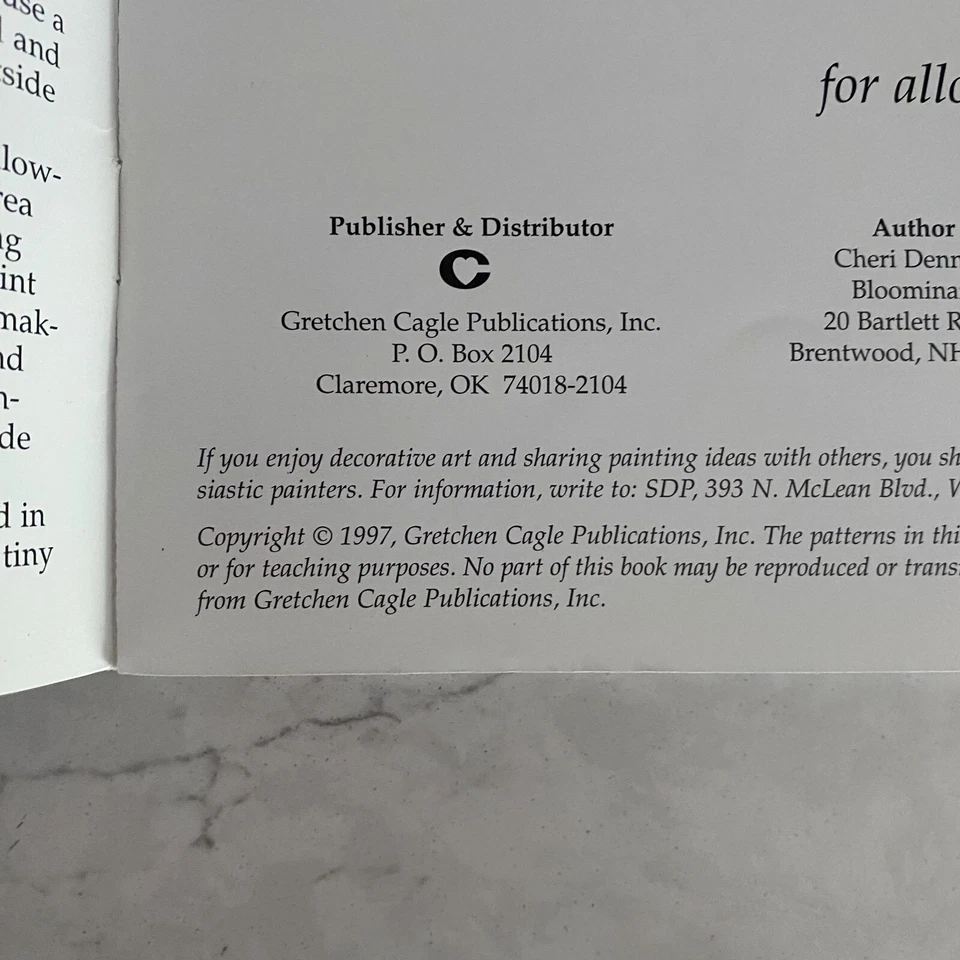 a
and
side
low-
ea
g
int
mak-
nd
n-
de
d in
tiny
for allo
Publisher & Distributor
Gretchen Cagle Publications, Inc.
P. O. Box 2104
Claremore, OK 74018-2104
Author
Cheri Denn
Bloomina
20 Bartlett R
Brentwood, NH
If you enjoy decorative art and sharing painting ideas with others, you sh
siastic painters. For information, write to: SDP, 393 N. McLean Blvd., W
Copyright © 1997, Gretchen Cagle Publications, Inc. The patterns in thi
or for teaching purposes. No part of this book may be reproduced or trans
from Gretchen Cagle Publications, Inc.